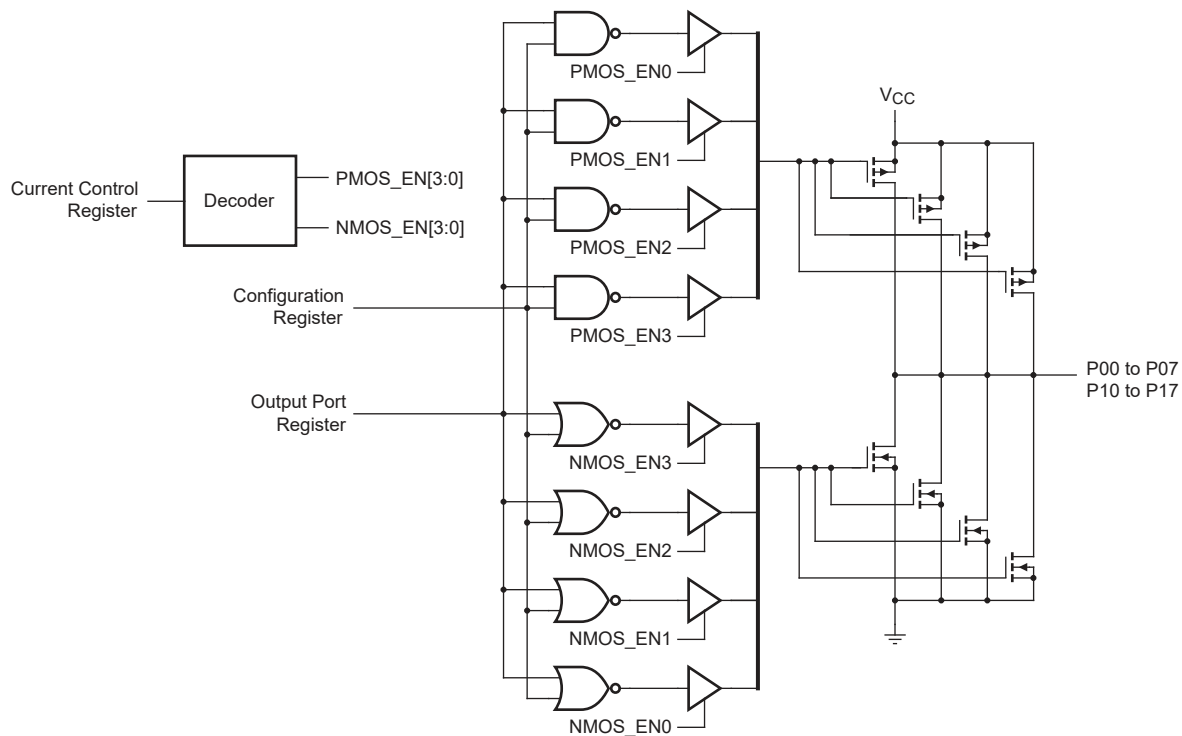 PMOS_EN0
VCC
PMOS_EN1
Current Control
Register
Decoder
PMOS_EN[3:0]
NMOS_EN[3:0]
PMOS_EN2
Configuration
Register
PMOS_EN3
P00 to P07
P10 to P17
Output Port
Register
NMOS_EN3
NMOS_EN2
NMOS_EN1
NMOS_EN0